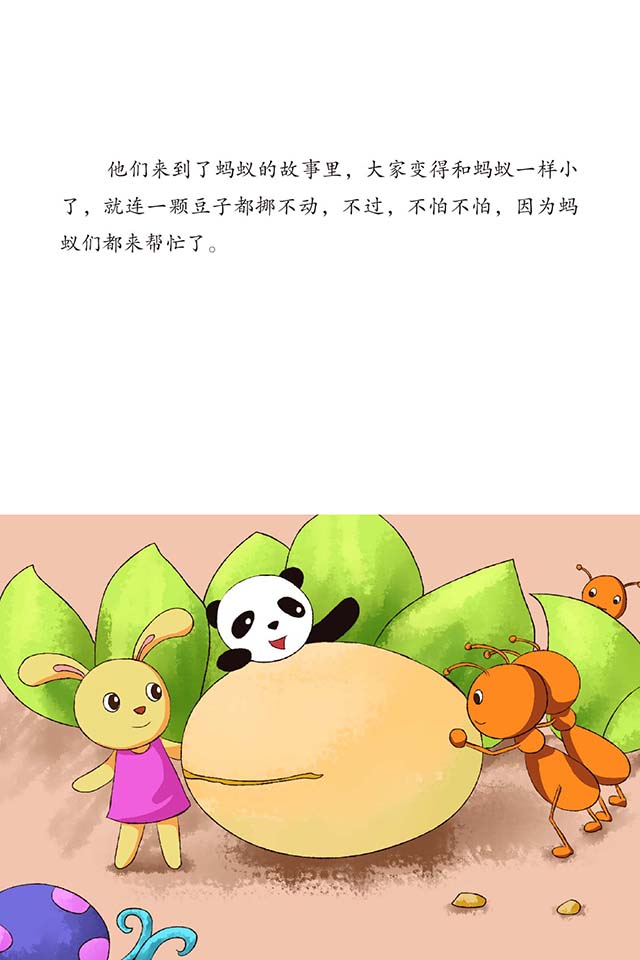 他们来到了蚂蚁的故事里，大家变得和蚂蚁一样小
了，就连一颗豆子都挪不动，不过，不怕不怕，因为蚂
蚁们都来帮忙了。